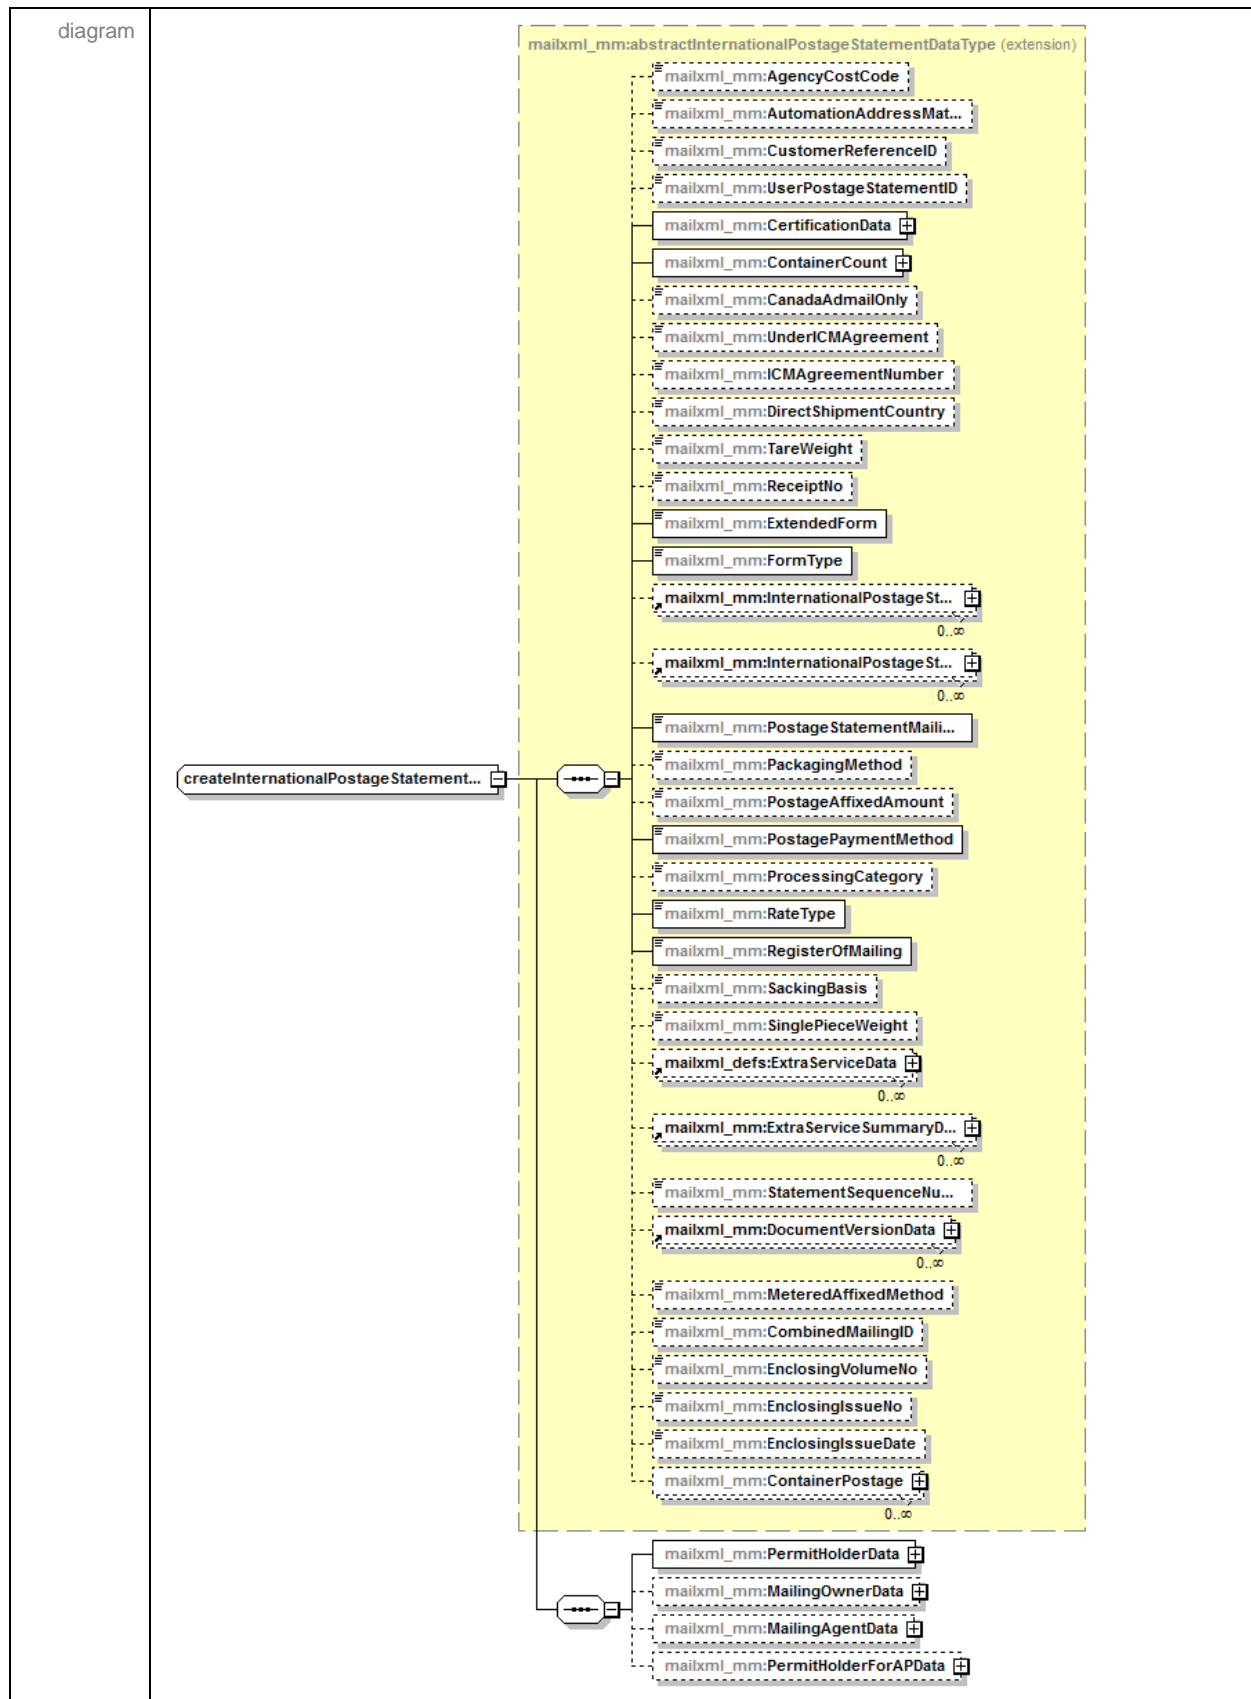 diagram
mailxml_mm:abstractInternationalPostageStatementDataType (extension)
mailxml_mm:AgencyCostCode
mailxml_mm:AutomationAddressMat...
mailxml_mm:CustomerReferenceID
mailxml_mm:UserPostageStatementID
mailxml_mm:CertificationData
mailxml_mm:ContainerCount
mailxml_mm:CanadaAdmailOnly
mailxml_mm:UnderICMAgreement
mailxml_mm:ICMAgreementNumber
mailxml_mm:DirectShipmentCountry
mailxml_mm:TareWeight
mailxml_mm:ReceiptNo
mailxml_mm:ExtendedForm
mailxml_mm:FormType
mailxml_mm:InternationalPostageSt...
0..∞
mailxml_mm:InternationalPostageSt...
0..∞
mailxml_mm:PostageStatementMaili...
mailxml_mm:PackagingMethod
createInternationalPostageStatement...
mailxml_mm:PostageAffixedAmount
mailxml_mm:PostagePaymentMethod
mailxml_mm:ProcessingCategory
mailxml_mm:RateType
mailxml_mm:RegisterOfMailing
mailxml_mm:SackingBasis
mailxml_mm:SinglePieceWeight
mailxml_defs:ExtraServiceData
0..∞
mailxml_mm:ExtraServiceSummaryD...
0..∞
mailxml_mm:StatementSequenceNu...
mailxml_mm:DocumentVersionData
0..∞
mailxml_mm:MeteredAffixedMethod
mailxml_mm:CombinedMailingID
mailxml_mm:EnclosingVolumeNo
mailxml_mm:EnclosingIssueNo
mailxml_mm:EnclosingIssueDate
mailxml_mm:ContainerPostage
0..∞
mailxml_mm:PermitHolderData
mailxml_mm:MailingOwnerData
mailxml_mm:MailingAgentData
mailxml_mm:PermitHolderForAPData